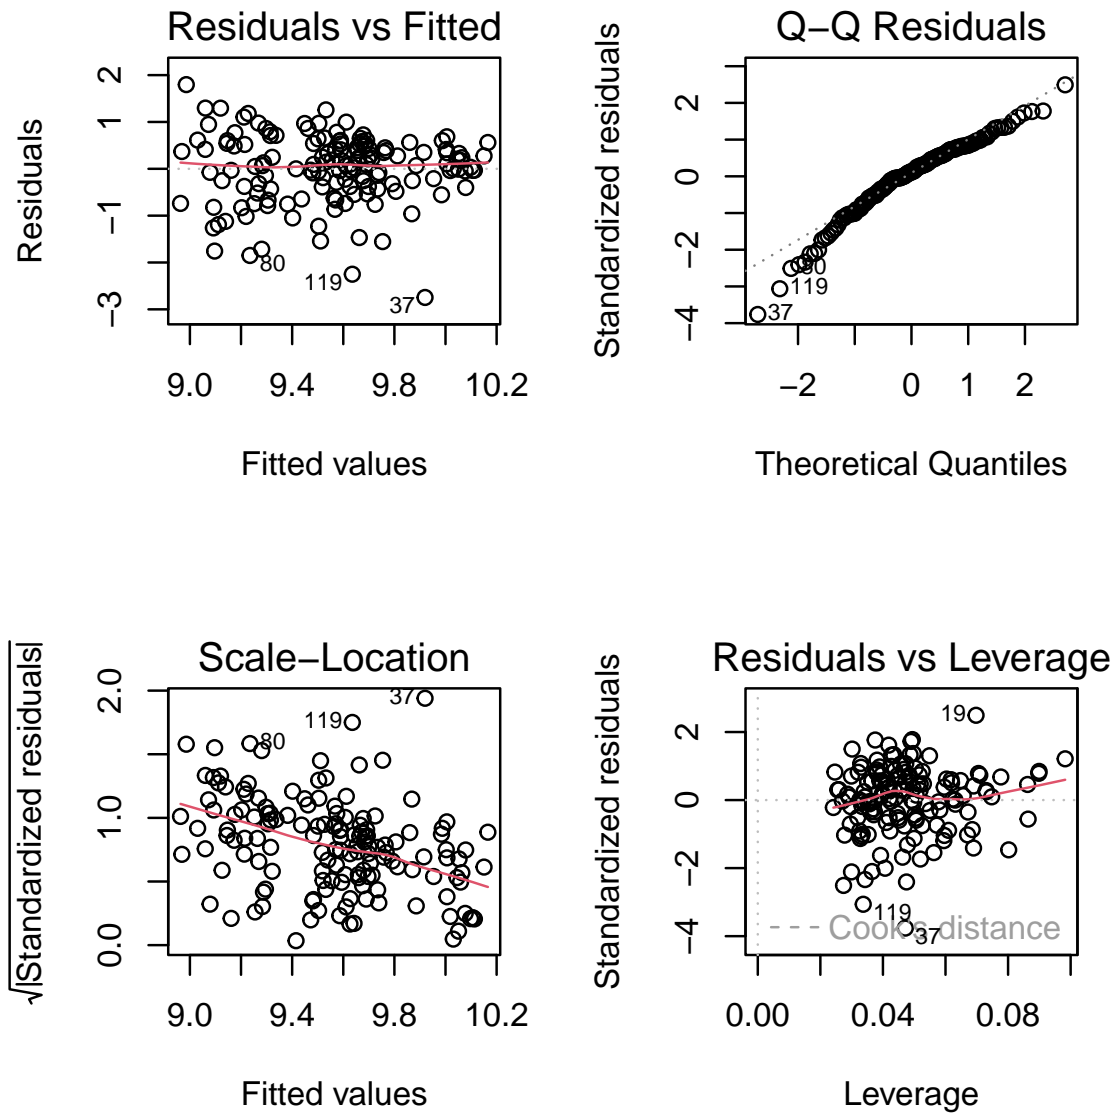 Residuals vs Fitted
Residuals
2
1
−1
−3
80
119
37
9.0 9.4 9.8 10.2
Fitted values
Q−Q Residuals
Standardized residuals
2
0
−2
−4
80
119
37
−2 0 1 2
Theoretical Quantiles
Scale−Location
√|Standardized residuals|
2.0
1.0
0.0
37
119
80
9.0 9.4 9.8 10.2
Fitted values
Residuals vs Leverage
Standardized residuals
2
0
−2
−4
19
119
Cook's distance
37
0.00 0.04 0.08
Leverage